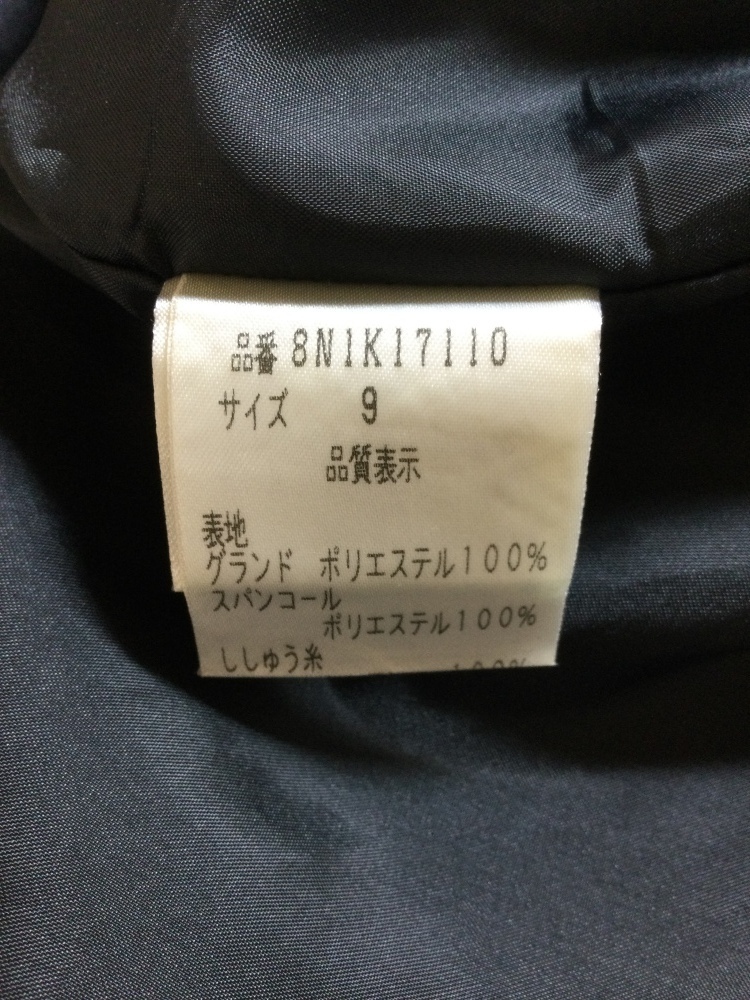 品番 8N1K17110
サイズ 9
品質表示
表地
グランド ポリエステル100%
スパンコール
ポリエステル100%
ししゅう糸
100%